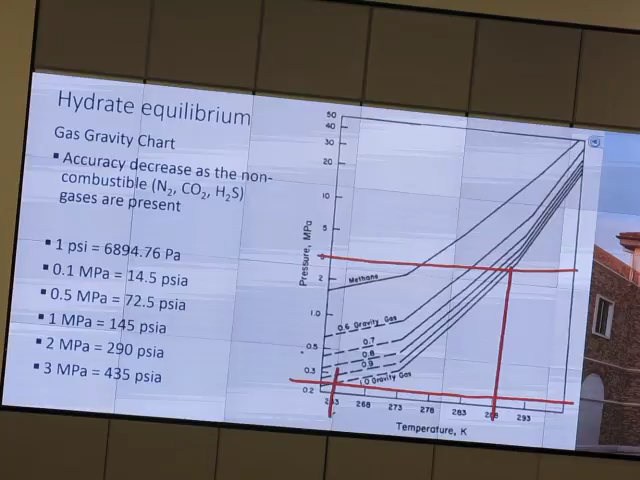 Hydrate equilibrium
Gas Gravity Chart
▪ Accuracy decrease as the non-
combustible (N₂, CO₂, H₂S)
gases are present
▪ 1 psi = 6894.76 Pa
▪ 0.1 MPa = 14.5 psia
▪ 0.5 MPa = 72.5 psia
▪ 1 MPa = 145 psia
▪ 2 MPa = 290 psia
▪ 3 MPa = 435 psia
Pressure, MPa
50
40
30
20
10
5
2
1.0
0.5
0.3
0.2
Methane
0.6 Gravity Gas
0.7
0.8
0.9
1.0 Gravity Gas
268
273
278
283
293
Temperature, K